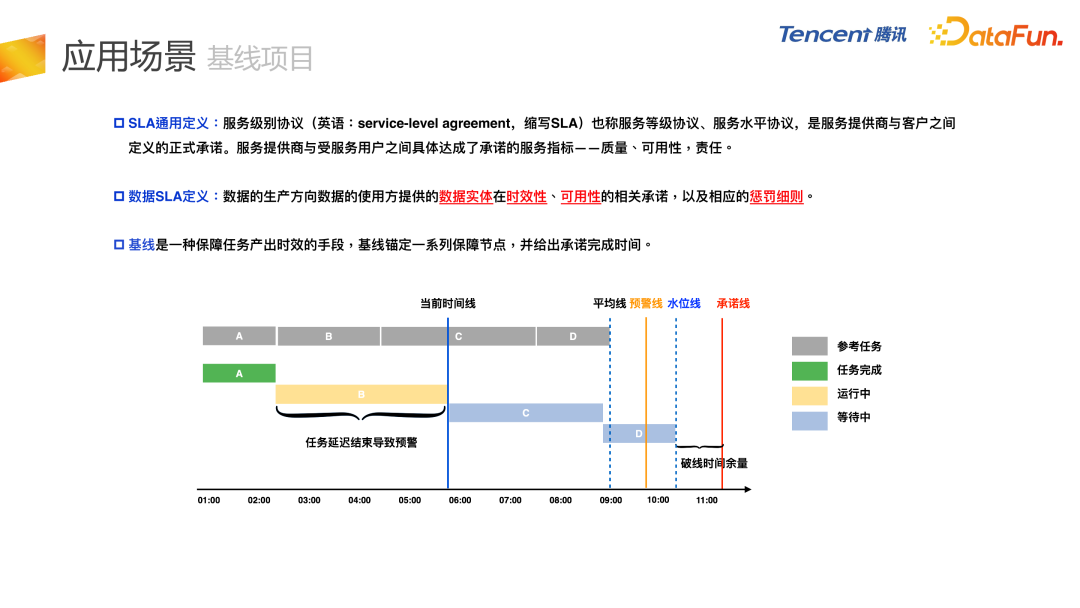 应用场景 基线项目
Tencent 腾讯 DataFun.
SLA通用定义：服务级别协议（英语：service-level agreement，缩写SLA）也称服务等级协议、服务水平协议，是服务提供商与客户之间
定义的正式承诺。服务提供商与受服务用户之间具体达成了承诺的服务指标——质量、可用性，责任。
数据SLA定义：数据的生产方向数据的使用方提供的数据实体在时效性、可用性的相关承诺，以及相应的惩罚细则。
基线是一种保障任务产出时效的手段，基线锚定一系列保障节点，并给出承诺完成时间。
当前时间线 平均线 预警线 水位线 承诺线
A B C D
参考任务
A
任务完成
B
运行中
C
等待中
D
任务延迟结束导致预警
破线时间余量
01:00 02:00 03:00 04:00 05:00 06:00 07:00 08:00 09:00 10:00 11:00